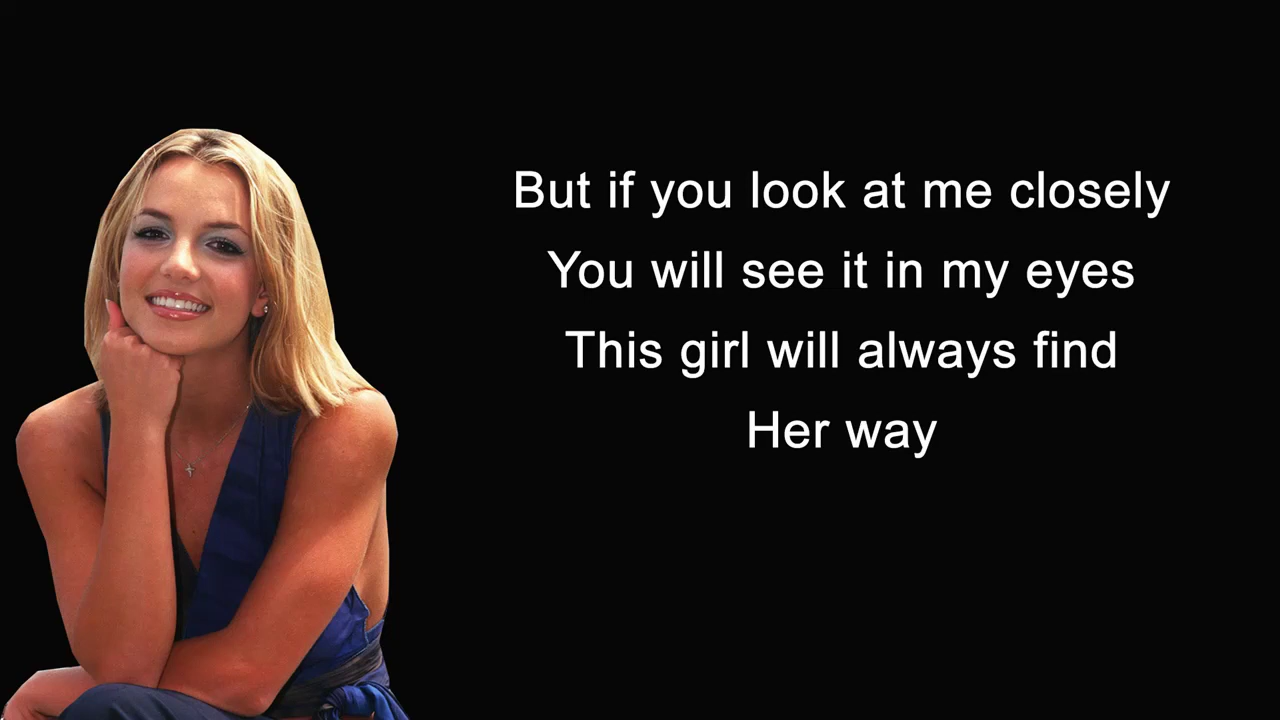 But if you look at me closely
You will see it in my eyes
This girl will always find
Her way